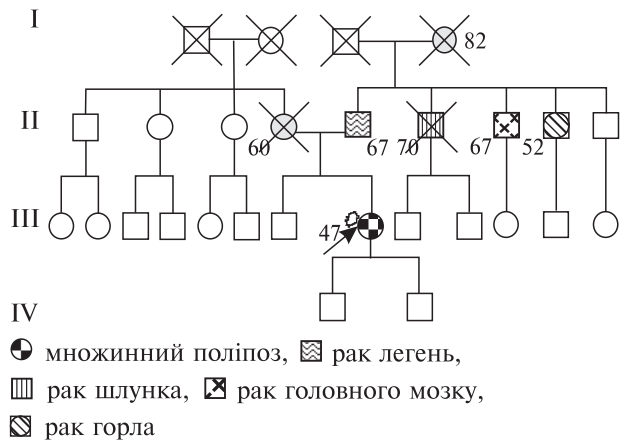 I
82
II
60
67
70
67
52
III
47
IV
множинний поліпоз, рак легень,
рак шлунка, рак головного мозку,
рак горла